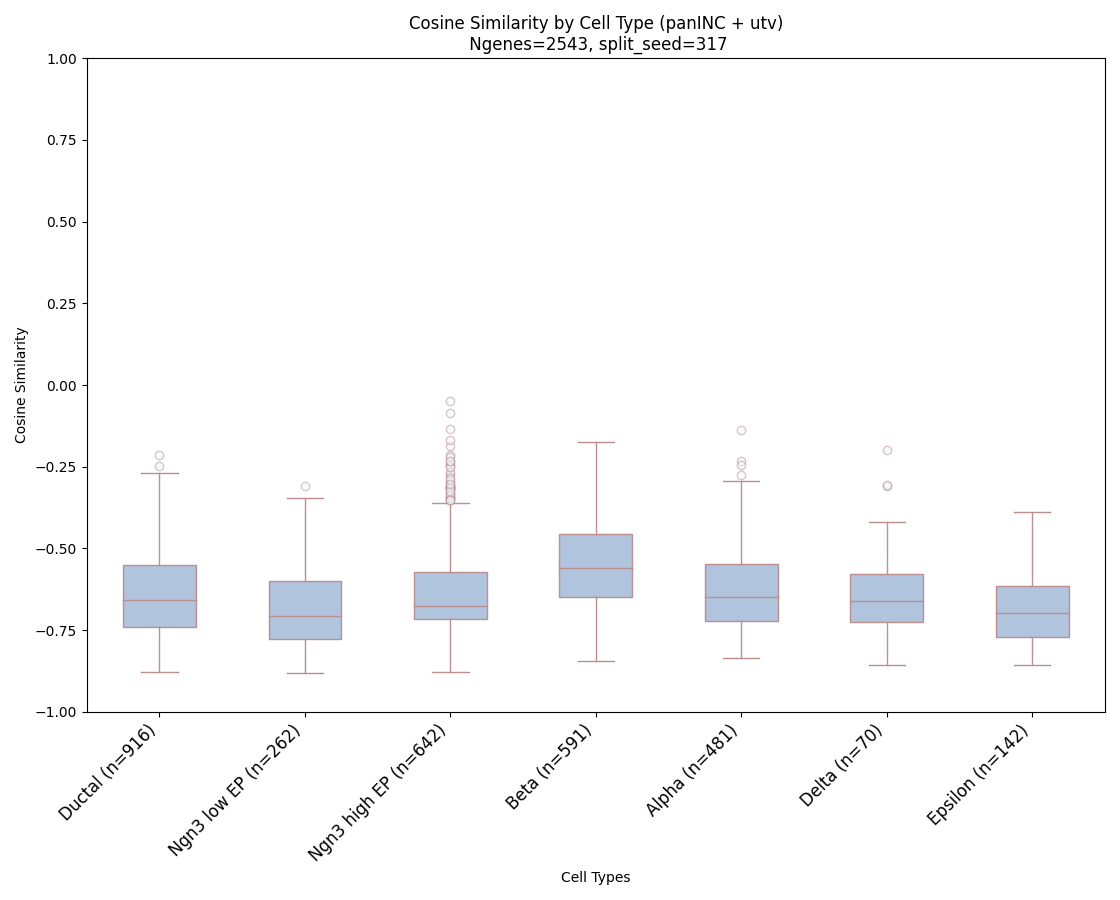 Cosine Similarity by Cell Type (panINC + utv)
Ngenes=2543, split_seed=317
1.00
0.75
0.50
0.25
0.00
−0.25
−0.50
−0.75
−1.00
Cosine Similarity
Ductal (n=916)
Ngn3 low EP (n=262)
Ngn3 high EP (n=642)
Beta (n=591)
Alpha (n=481)
Delta (n=70)
Epsilon (n=142)
Cell Types